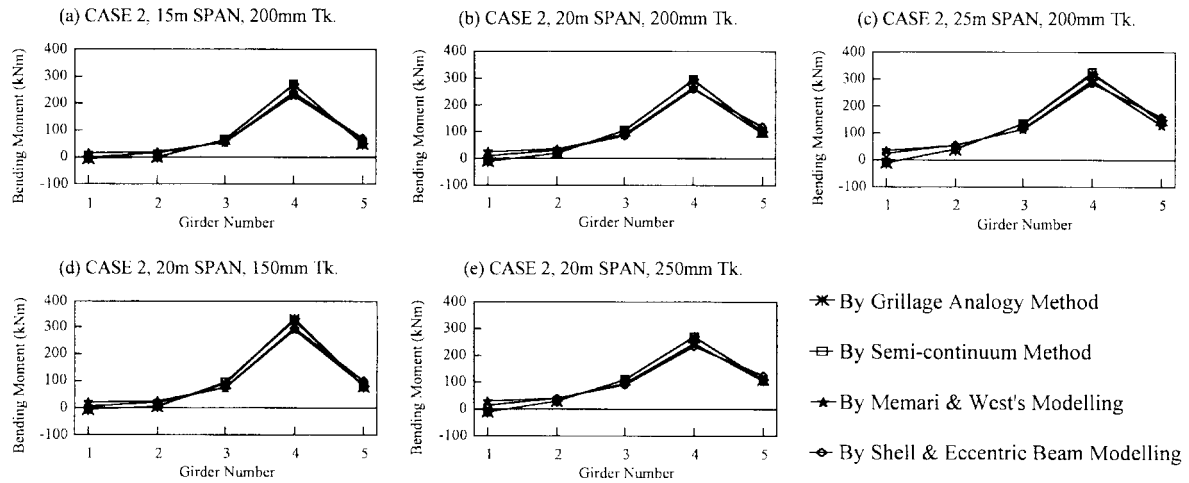 (a) CASE 2, 15m SPAN, 200mm Tk.
(b) CASE 2, 20m SPAN, 200mm Tk.
(c) CASE 2, 25m SPAN, 200mm Tk.
Bending Moment (kNm)
400
300
200
100
0
-100
1 2 3 4 5
Girder Number
Bending Moment (kNm)
400
300
200
100
0
-100
1 2 3 4 5
Girder Number
Bending Moment (kNm)
400
300
200
100
0
-100
1 2 3 4 5
Girder Number
(d) CASE 2, 20m SPAN, 150mm Tk.
(e) CASE 2, 20m SPAN, 250mm Tk.
Bending Moment (kNm)
400
300
200
100
0
-100
1 2 3 4 5
Girder Number
Bending Moment (kNm)
400
300
200
100
0
-100
1 2 3 4 5
Girder Number
By Grillage Analogy Method
By Semi-continuum Method
By Memari & West's Modelling
By Shell & Eccentric Beam Modelling